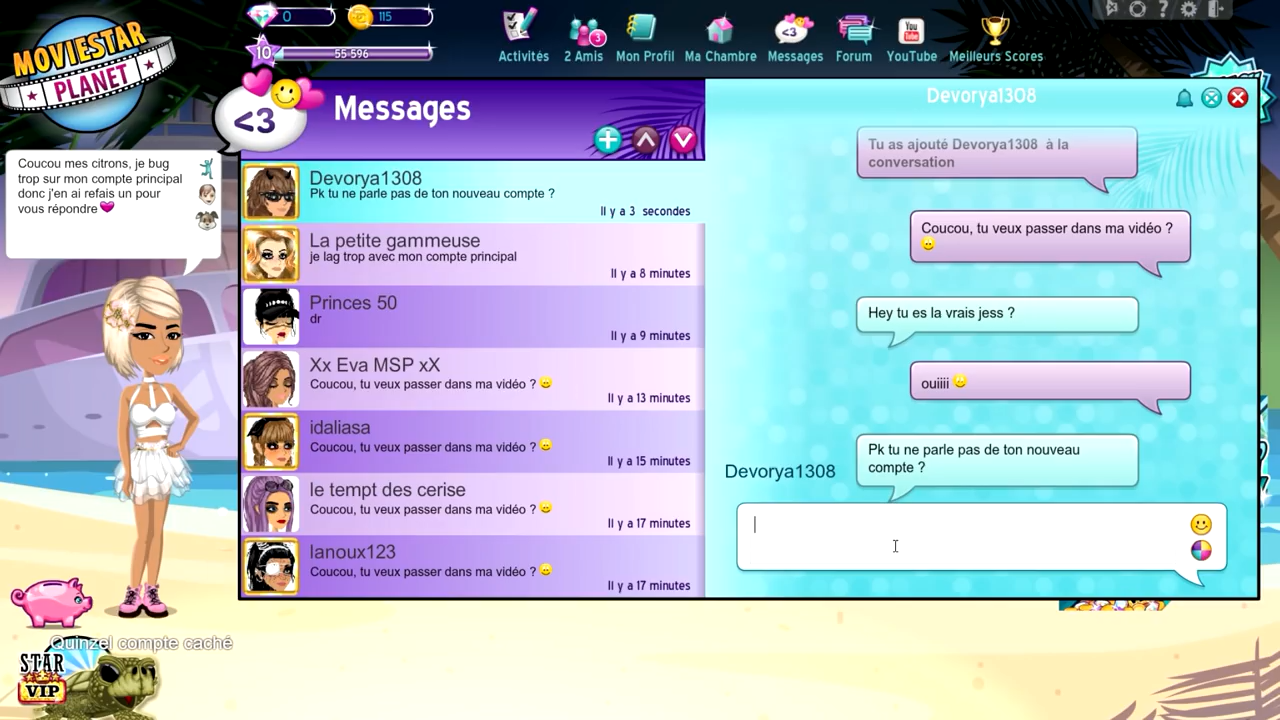 MOVIESTAR
PLANET
0
115
10
55 596
Activités
2 Amis
3
Mon Profil
Ma Chambre
<3
Messages
Forum
You
Tube
YouTube
Meilleurs Scores
<3
Messages
Coucou mes citrons, je bug
trop sur mon compte principal
donc j'en ai refais un pour
vous répondre
Devorya1308
Pk tu ne parle pas de ton nouveau compte ?
Il y a 3 secondes
La petite gammeuse
je lag trop avec mon compte principal
Il y a 8 minutes
Princes 50
dr
Il y a 9 minutes
Xx Eva MSP xX
Coucou, tu veux passer dans ma vidéo ?
Il y a 13 minutes
idaliasa
Coucou, tu veux passer dans ma vidéo ?
Il y a 15 minutes
le tempt des cerise
Coucou, tu veux passer dans ma vidéo ?
Il y a 17 minutes
lanoux123
Coucou, tu veux passer dans ma vidéo ?
Il y a 17 minutes
Devorya1308
Tu as ajouté Devorya1308 à la
conversation
Coucou, tu veux passer dans ma vidéo ?
Hey tu es la vrais jess ?
ouiiii
Devorya1308
Pk tu ne parle pas de ton nouveau
compte ?
Quinzel compte caché
STAR
VIP